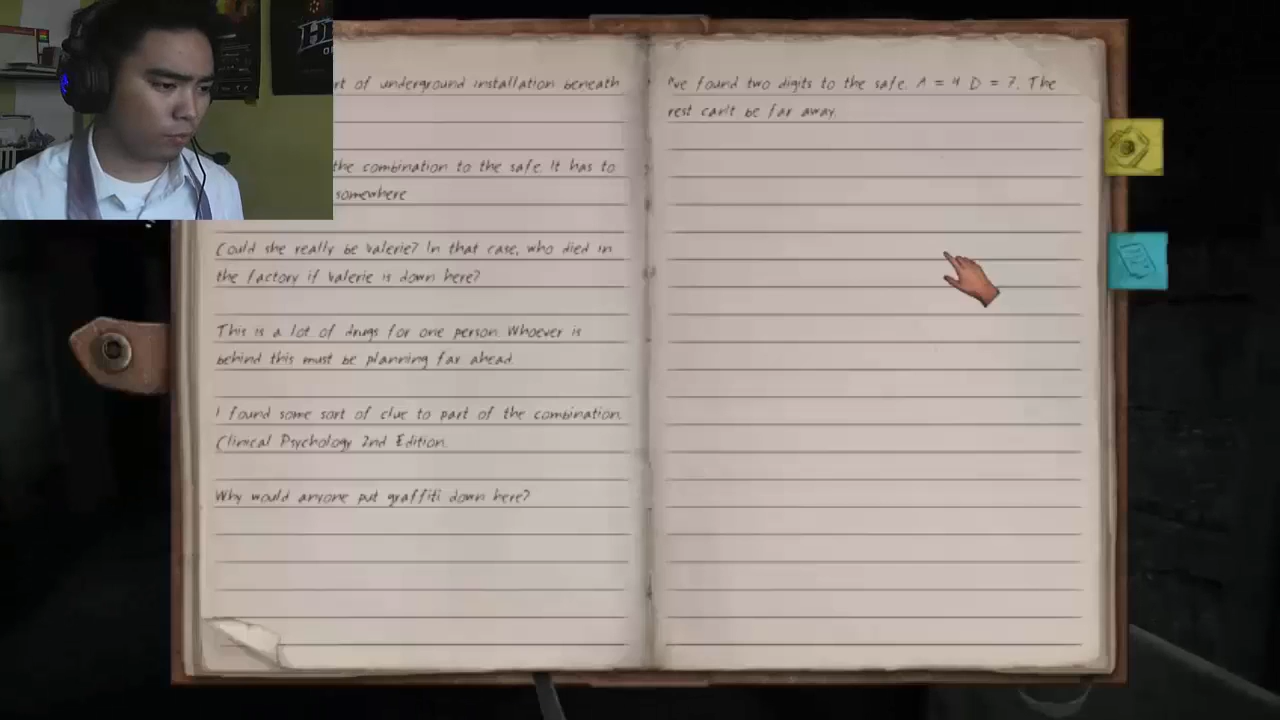 rt of underground installation beneath
the combination to the safe. It has to
somewhere
Could she really be Valerie? In that case, who died in
the factory if Valerie is down here?
This is a lot of drugs for one person. Whoever is
behind this must be planning far ahead.
I found some sort of clue to part of the combination.
Clinical Psychology 2nd Edition.
Why would anyone put graffiti down here?
I've found two digits to the safe. A = 4 D = 7. The
rest can't be far away.